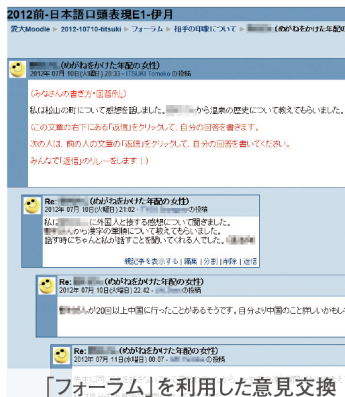 2012前-日本語口頭表現E1-伊月
愛大Moodle ► 2012-10710-itsuki ► フォーラム ► 相手の印象について ► (めがねをかけた年配の
(めがねをかけた年配の女性)
2012年 07月 10日(火曜日) 20:33 - ITSUKI Tomoko の投稿
(みなさんの書き方・回答例)
私は松山の町について感想を話しました。 から温泉の歴史について教えてもらいました。
(この文章の右下にある「返信」をクリックして、自分の回答を書きます。
次の人は、前の人の文章の「返信」をクリックして、自分の回答を書いてください。
みんなで「返信」のリレーをします!)
Re: (めがねをかけた年配の女性)
2012年 07月 10日(火曜日) 21:02 - の投稿
私は に外国人と接する感想について聞きました。
から漢字の筆順について教えてもらいました。
話す時にちゃんと私が話すことを聞いてくれる人でした。
親記事を表示する | 編集 | 分割 | 削除 | 返信
Re: (めがねをかけた年配の女性)
2012年 07月 10日(火曜日) 22:42 - の投稿
が20回以上中国に行ったことがあるそうです。自分より中国のこと詳しいかもし
Re: (めがねをかけた年配の女性)
2012年 07月 11日(水曜日) 00:07 - の投稿
「フォーラム」を利用した意見交換